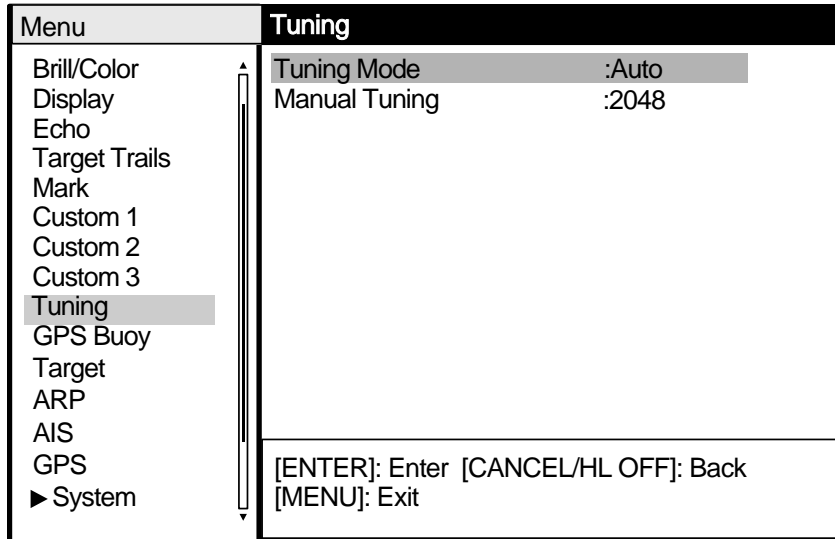 Menu
Brill/Color
Display
Echo
Target Trails
Mark
Custom 1
Custom 2
Custom 3
Tuning
GPS Buoy
Target
ARP
AIS
GPS
▶System
Tuning
Tuning Mode :Auto
Manual Tuning :2048
[ENTER]: Enter [CANCEL/HL OFF]: Back
[MENU]: Exit